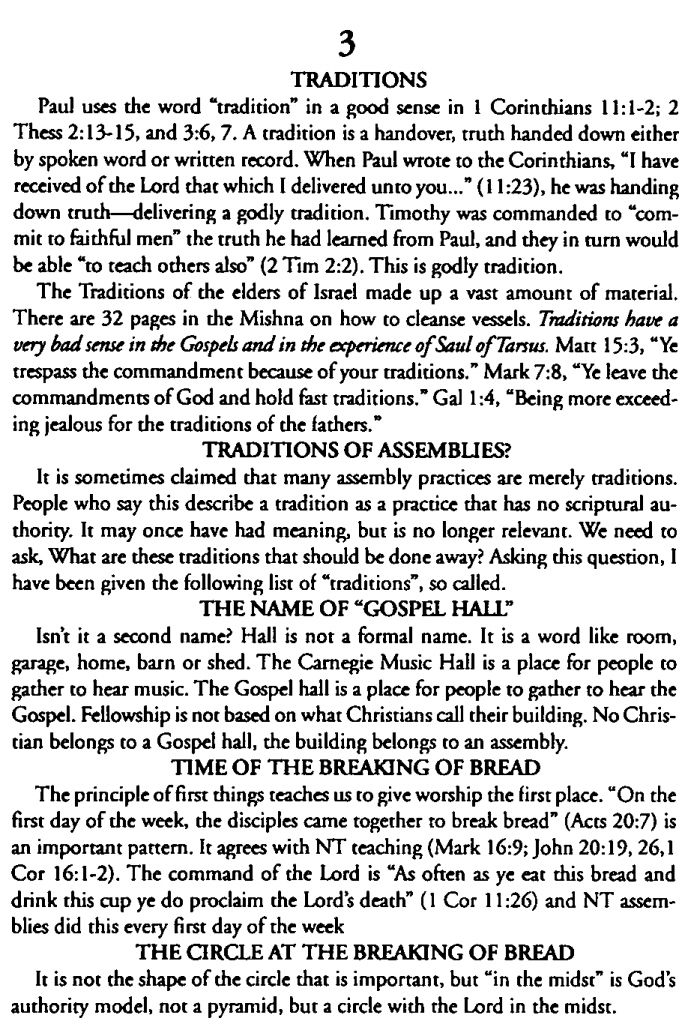 3
TRADITIONS
Paul uses the word “tradition” in a good sense in 1 Corinthians 11:1-2; 2
Thess 2:13-15, and 3:6, 7. A tradition is a handover, truth handed down either
by spoken word or written record. When Paul wrote to the Corinthians, “I have
received of the Lord that which I delivered unto you...” (11:23), he was handing
down truth—delivering a godly tradition. Timothy was commanded to “com-
mit to faithful men” the truth he had learned from Paul, and they in turn would
be able “to teach others also” (2 Tim 2:2). This is godly tradition.
The Traditions of the elders of Israel made up a vast amount of material.
There are 32 pages in the Mishna on how to cleanse vessels. Traditions have a
very bad sense in the Gospels and in the experience of Saul of Tarsus. Matt 15:3, “Ye
trespass the commandment because of your traditions.” Mark 7:8, “Ye leave the
commandments of God and hold fast traditions.” Gal 1:4, “Being more exceed-
ing jealous for the traditions of the fathers.”
TRADITIONS OF ASSEMBLIES?
It is sometimes claimed that many assembly practices are merely traditions.
People who say this describe a tradition as a practice that has no scriptural au-
thority. It may once have had meaning, but is no longer relevant. We need to
ask, What are these traditions that should be done away? Asking this question, I
have been given the following list of “traditions”, so called.
THE NAME OF “GOSPEL HALL”
Isn’t it a second name? Hall is not a formal name. It is a word like room,
garage, home, barn or shed. The Carnegie Music Hall is a place for people to
gather to hear music. The Gospel hall is a place for people to gather to hear the
Gospel. Fellowship is not based on what Christians call their building. No Chris-
tian belongs to a Gospel hall, the building belongs to an assembly.
TIME OF THE BREAKING OF BREAD
The principle of first things teaches us to give worship the first place. “On the
first day of the week, the disciples came together to break bread” (Acts 20:7) is
an important pattern. It agrees with NT teaching (Mark 16:9; John 20:19, 26,1
Cor 16:1-2). The command of the Lord is “As often as ye eat this bread and
drink this cup ye do proclaim the Lord’s death” (1 Cor 11:26) and NT assem-
blies did this every first day of the week
THE CIRCLE AT THE BREAKING OF BREAD
It is not the shape of the circle that is important, but “in the midst” is God’s
authority model, not a pyramid, but a circle with the Lord in the midst.